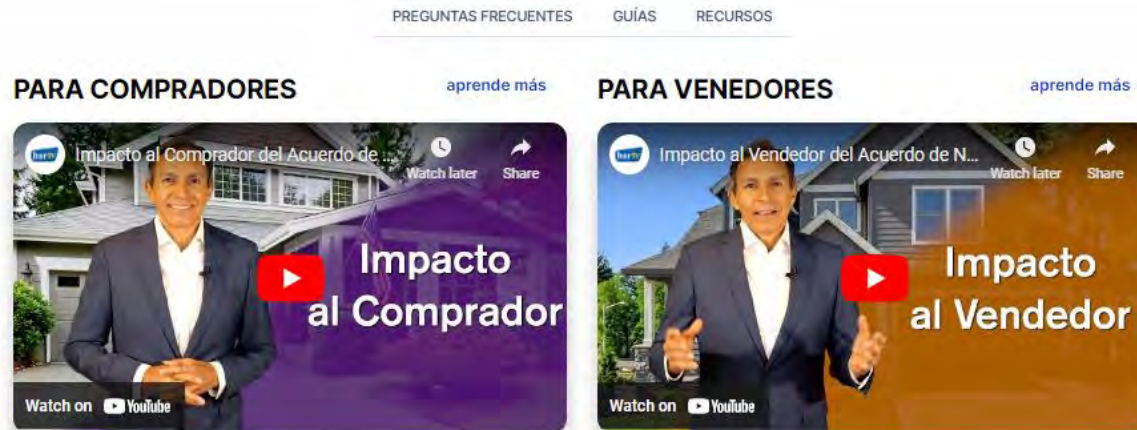 PREGUNTAS FRECUENTES GUÍAS RECURSOS
PARA COMPRADORES aprende más
PARA VENEDORES aprende más
hartv Impacto al Comprador del Acuerdo de ... Watch later Share
Impacto
al Comprador
Watch on YouTube
hartv Impacto al Vendedor del Acuerdo de N... Watch later Share
Impacto
al Vendedor
Watch on YouTube